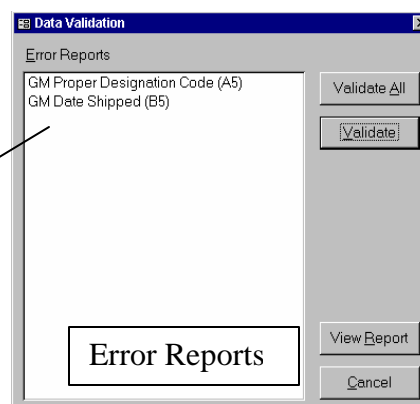 Data Validation
Error Reports
GM Proper Designation Code (A5)
GM Date Shipped (B5)
Validate All
Validate
Error Reports
View Report
Cancel